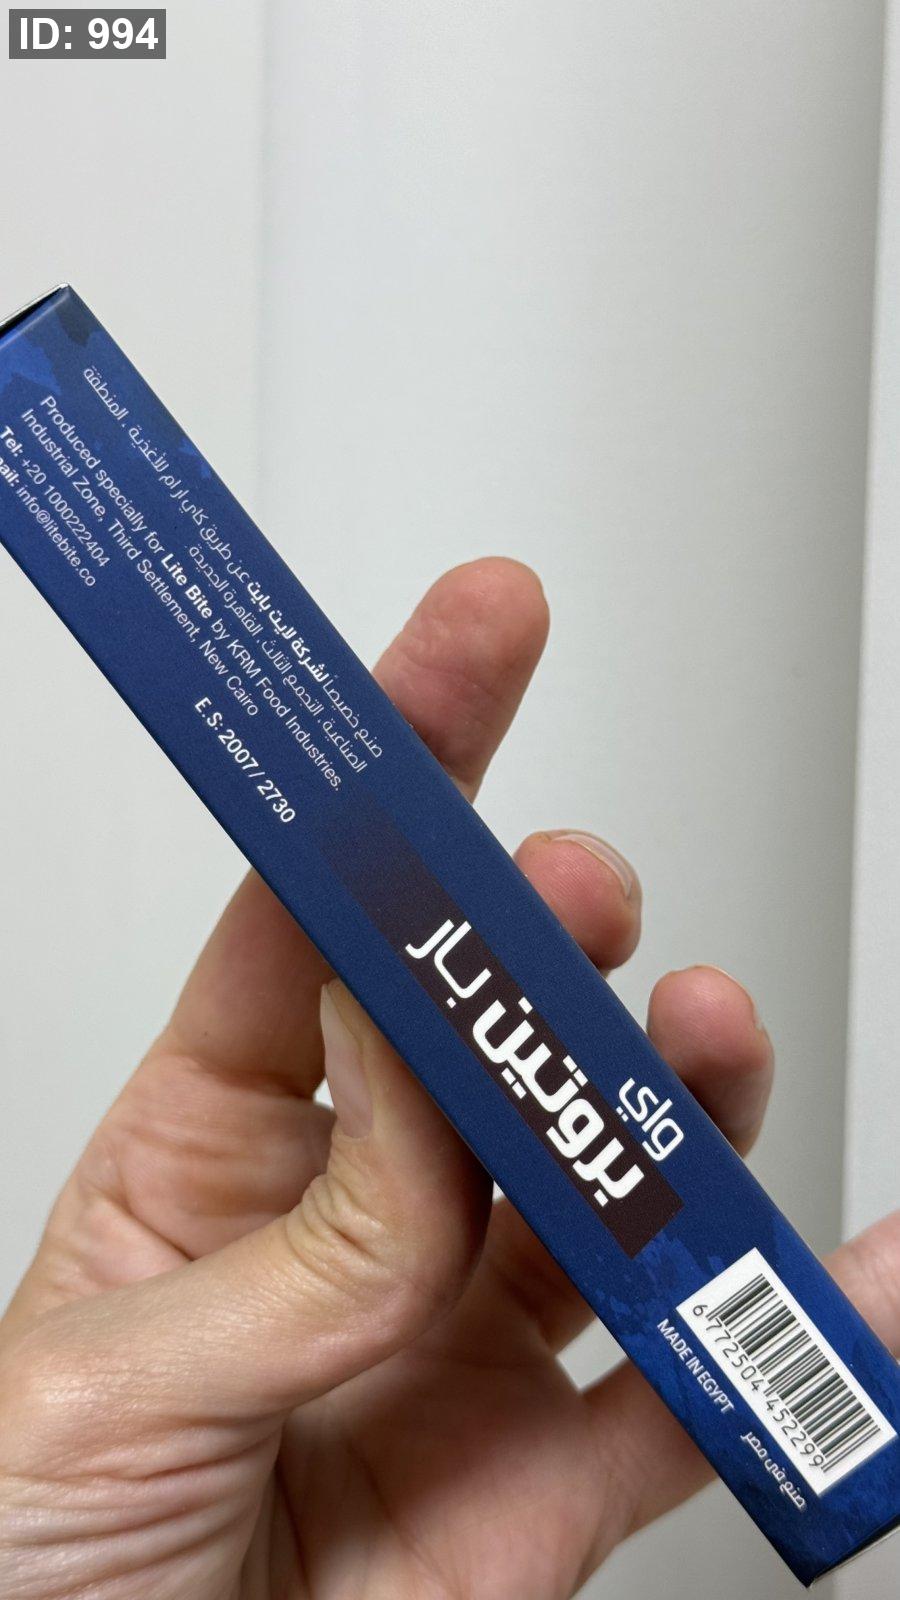 ID: 994
صنع خصيصاً لشركة لايت بايت عن طريق كاي ار ام للأغذية ، المنطقة
الصناعية ، التجمع الثالث ، القاهرة الجديدة
Produced specially for Lite Bite by KRM Food Industries.
Industrial Zone, Third Settlement, New Cairo
Tel: +20 1000222404
info@litebite.co
E.S: 2007 / 2730
واي
بروتين بار
6 772504 452299
MADE IN EGYPT
صنع في مصر